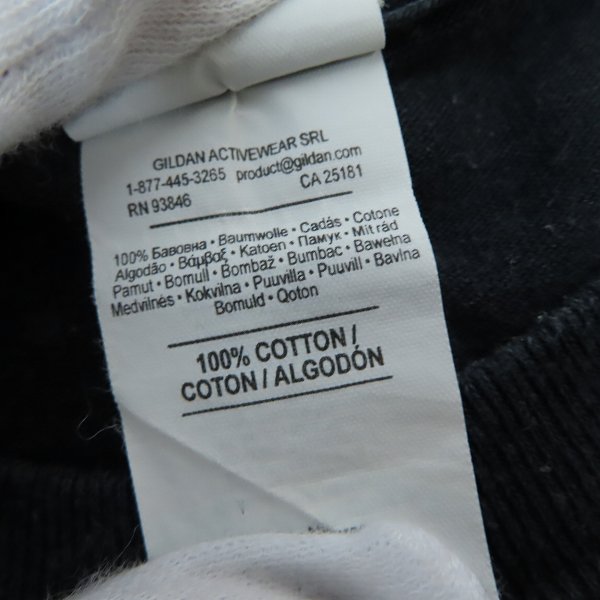 GILDAN ACTIVEWEAR SRL
1-877-445-3265 product@gildan.com
RN 93846 CA 25181
100% Бавовна • Baumwolle • Cadás • Cotone
Algodão • Βάμβαξ • Katoen • Памук • Mit rád
Pamut • Bomull • Bombaž • Bumbac • Bawełna
Medvilnės • Kokvilna • Puuvilla • Puuvill • Bavlna
Bomuld • Qoton
100% COTTON /
COTON / ALGODÓN